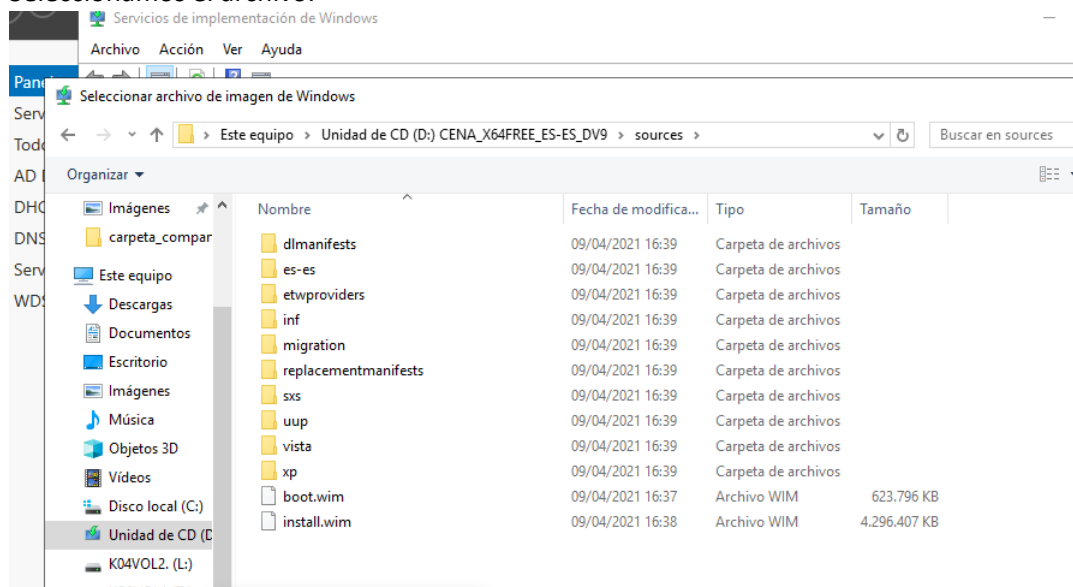 Seleccionamos el archivo:
Servicios de implementación de Windows
Archivo Acción Ver Ayuda
Pane
Seleccionar archivo de imagen de Windows
Serv
Este equipo > Unidad de CD (D:) CENA_X64FREE_ES-ES_DV9 > sources >
Buscar en sources
Todo
AD
Organizar
DHC
Imágenes
Nombre
Fecha de modifica...
Tipo
Tamaño
DNS
carpeta_compar
dlmanifests 09/04/2021 16:39 Carpeta de archivos
Serv
Este equipo
es-es 09/04/2021 16:39 Carpeta de archivos
WDS
Descargas
etwproviders 09/04/2021 16:39 Carpeta de archivos
Documentos
inf 09/04/2021 16:39 Carpeta de archivos
Escritorio
migration 09/04/2021 16:39 Carpeta de archivos
Imágenes
replacementmanifests 09/04/2021 16:39 Carpeta de archivos
Música
sxs 09/04/2021 16:39 Carpeta de archivos
Objetos 3D
uup 09/04/2021 16:39 Carpeta de archivos
Vídeos
vista 09/04/2021 16:39 Carpeta de archivos
Disco local (C:)
xp 09/04/2021 16:39 Carpeta de archivos
Unidad de CD (D
boot.wim 09/04/2021 16:37 Archivo WIM 623.796 KB
K04VOL2. (L:)
install.wim 09/04/2021 16:38 Archivo WIM 4.296.407 KB